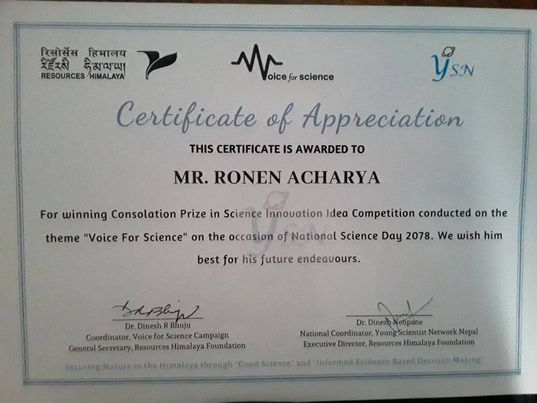 रिसोर्सेस हिमालय
RESOURCES HIMALAYA
Voice for science
YSN
Certificate of Appreciation
THIS CERTIFICATE IS AWARDED TO
MR. RONEN ACHARYA
For winning Consolation Prize in Science Innovation Idea Competition conducted on the
theme "Voice For Science" on the occasion of National Science Day 2078. We wish him
best for his future endeavours.
YSN
Dr. Dinesh R Bhuju
Coordinator, Voice for Science Campaign
General Secretary, Resources Himalaya Foundation
Dr. Dinesh Neupane
National Coordinator, Young Scientist Network Nepal
Executive Director, Resources Himalaya Foundation
Securing Nature in the Himalaya through "Good Science" and "Informed Evidence Based Decision Making"